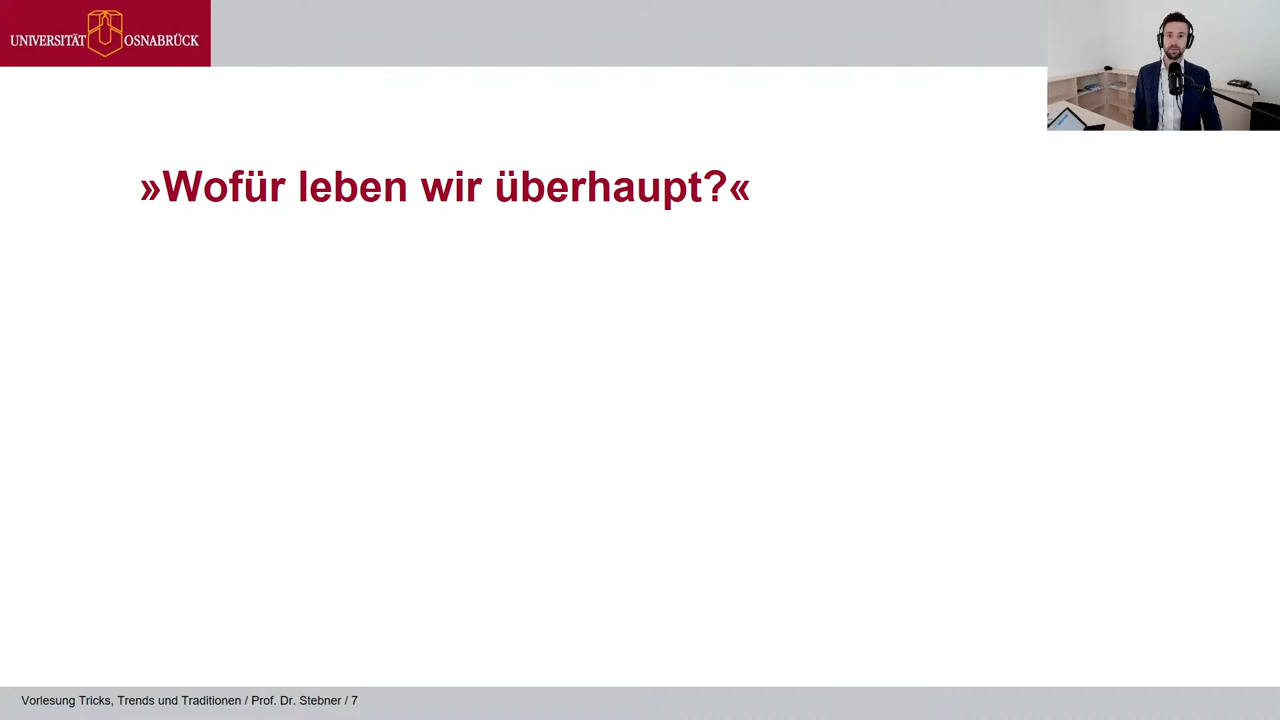 UNIVERSITÄT OSNABRÜCK
»Wofür leben wir überhaupt?«
Vorlesung Tricks, Trends und Traditionen / Prof. Dr. Stebner / 7